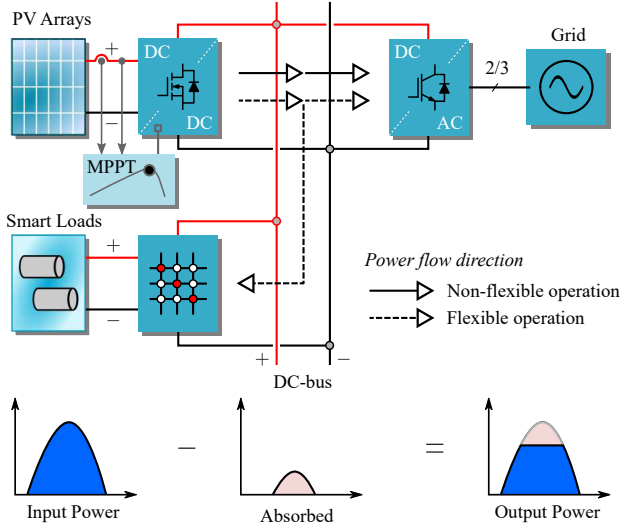 PV Arrays
+
−
DC
DC
MPPT
DC
AC
2/3
Grid
Smart Loads
+
−
Power flow direction
Non-flexible operation
Flexible operation
+
−
DC-bus
−
=
Input Power
Absorbed
Output Power